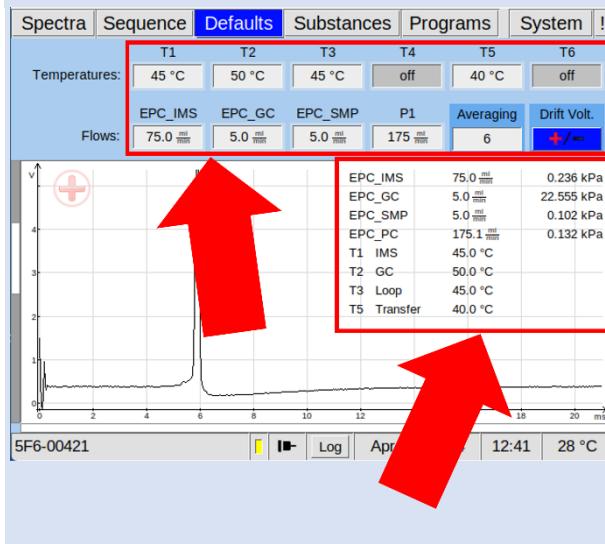 Spectra Sequence Defaults Substances Programs System !
T1 T2 T3 T4 T5 T6
Temperatures: 45 °C 50 °C 45 °C off 40 °C off
EPC_IMS EPC_GC EPC_SMP P1 Averaging Drift Volt.
Flows: 75.0 ml/min 5.0 ml/min 5.0 ml/min 175 ml/min 6 +/-
V
EPC_IMS 75.0 ml/min 0.236 kPa
EPC_GC 5.0 ml/min 22.555 kPa
EPC_SMP 5.0 ml/min 0.102 kPa
EPC_PC 175.1 ml/min 0.132 kPa
T1 IMS 45.0 °C
T2 GC 50.0 °C
T3 Loop 45.0 °C
T5 Transfer 40.0 °C
4
3
2
1
0
0 2 4 6 8 10 12 18 20 ms
5F6-00421 Log 12:41 28 °C